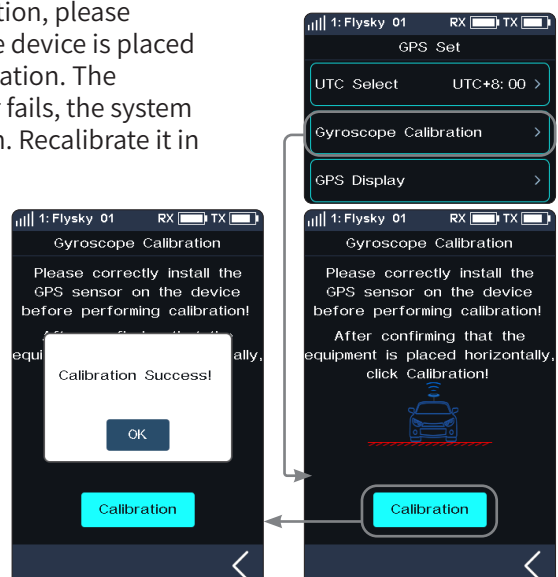 tion, please
e device is placed
ation. The
r fails, the system
n. Recalibrate it in
1: Flysky 01 RX TX
GPS Set
UTC Select UTC+8: 00 >
Gyroscope Calibration >
GPS Display >
1: Flysky 01 RX TX
Gyroscope Calibration
Please correctly install the
GPS sensor on the device
before performing calibration!
equi ally,
Calibration Success!
OK
Calibration
1: Flysky 01 RX TX
Gyroscope Calibration
Please correctly install the
GPS sensor on the device
before performing calibration!
After confirming that the
equipment is placed horizontally,
click Calibration!
Calibration